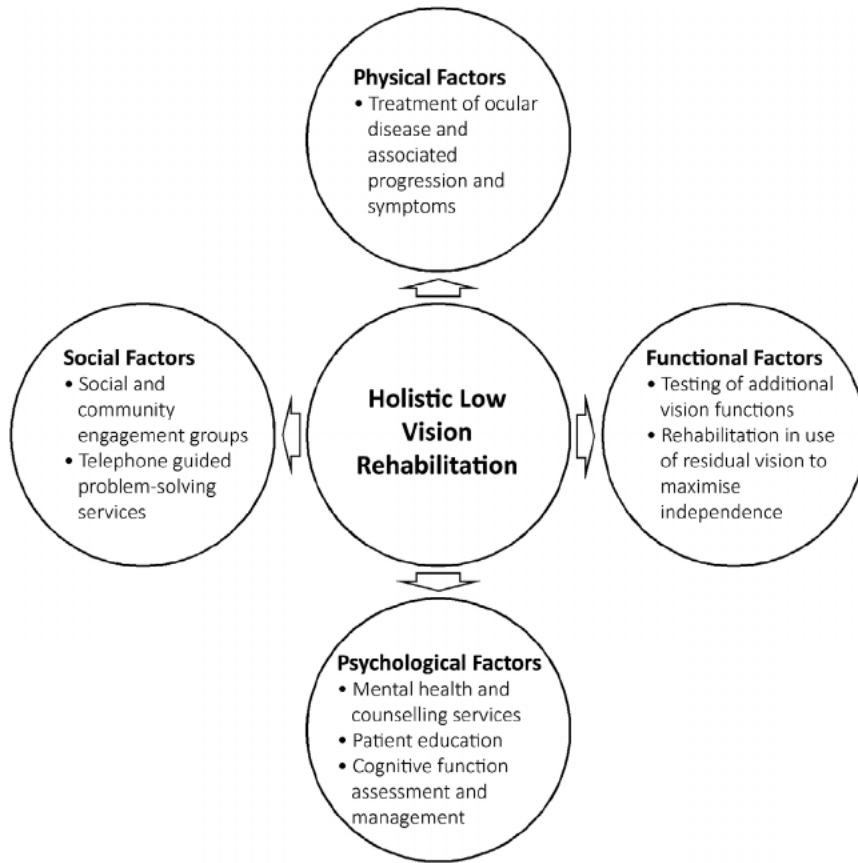 Physical Factors
• Treatment of ocular
disease and
associated
progression and
symptoms
Social Factors
• Social and
community
engagement groups
• Telephone guided
problem-solving
services
Holistic Low
Vision
Rehabilitation
Functional Factors
• Testing of additional
vision functions
• Rehabilitation in use
of residual vision to
maximise
independence
Psychological Factors
• Mental health and
counselling services
• Patient education
• Cognitive function
assessment and
management